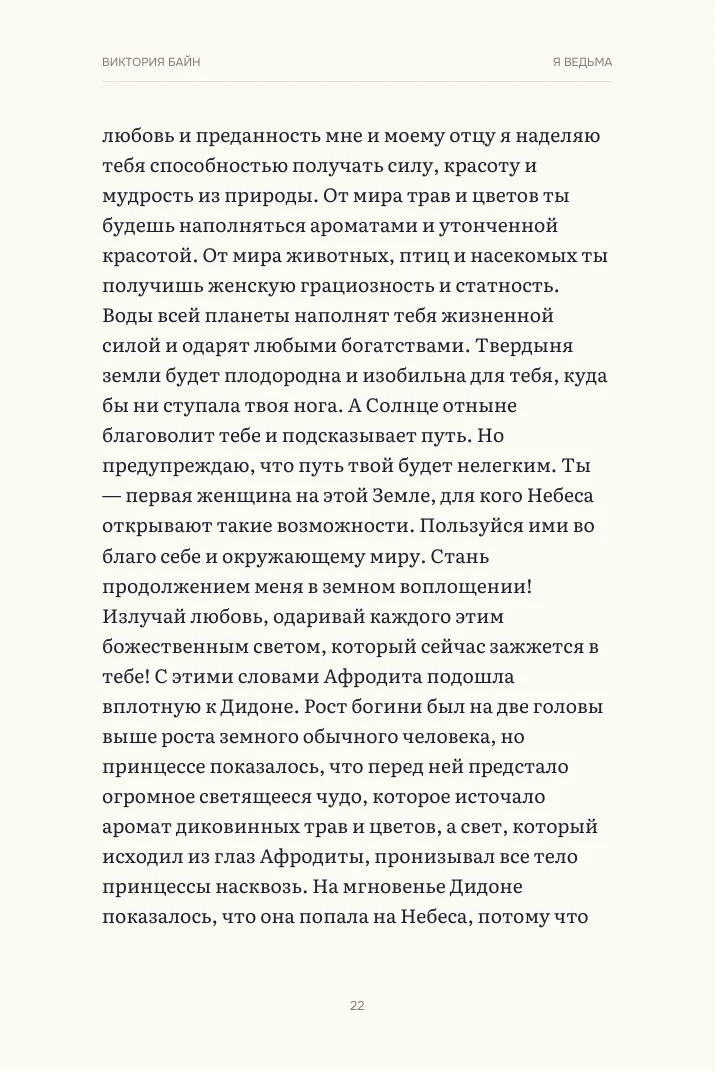 ВИКТОРИЯ БАЙН
Я ВЕДЬМА
любовь и преданность мне и моему отцу я наделяю
тебя способностью получать силу, красоту и
мудрость из природы. От мира трав и цветов ты
будешь наполняться ароматами и утонченной
красотой. От мира животных, птиц и насекомых ты
получишь женскую грациозность и статность.
Воды всей планеты наполнят тебя жизненной
силой и одарят любыми богатствами. Твердыня
земли будет плодородна и изобильна для тебя, куда
бы ни ступала твоя нога. А Солнце отныне
благоволит тебе и подсказывает путь. Но
предупреждаю, что путь твой будет нелегким. Ты
— первая женщина на этой Земле, для кого Небеса
открывают такие возможности. Пользуйся ими во
благо себе и окружающему миру. Стань
продолжением меня в земном воплощении!
Излучай любовь, одаривай каждого этим
божественным светом, который сейчас зажжется в
тебе! С этими словами Афродита подошла
вплотную к Дидоне. Рост богини был на две головы
выше роста земного обычного человека, но
принцессе показалось, что перед ней предстало
огромное светящееся чудо, которое источало
аромат диковинных трав и цветов, а свет, который
исходил из глаз Афродиты, пронизывал все тело
принцессы насквозь. На мгновенье Дидоне
показалось, что она попала на Небеса, потому что
22